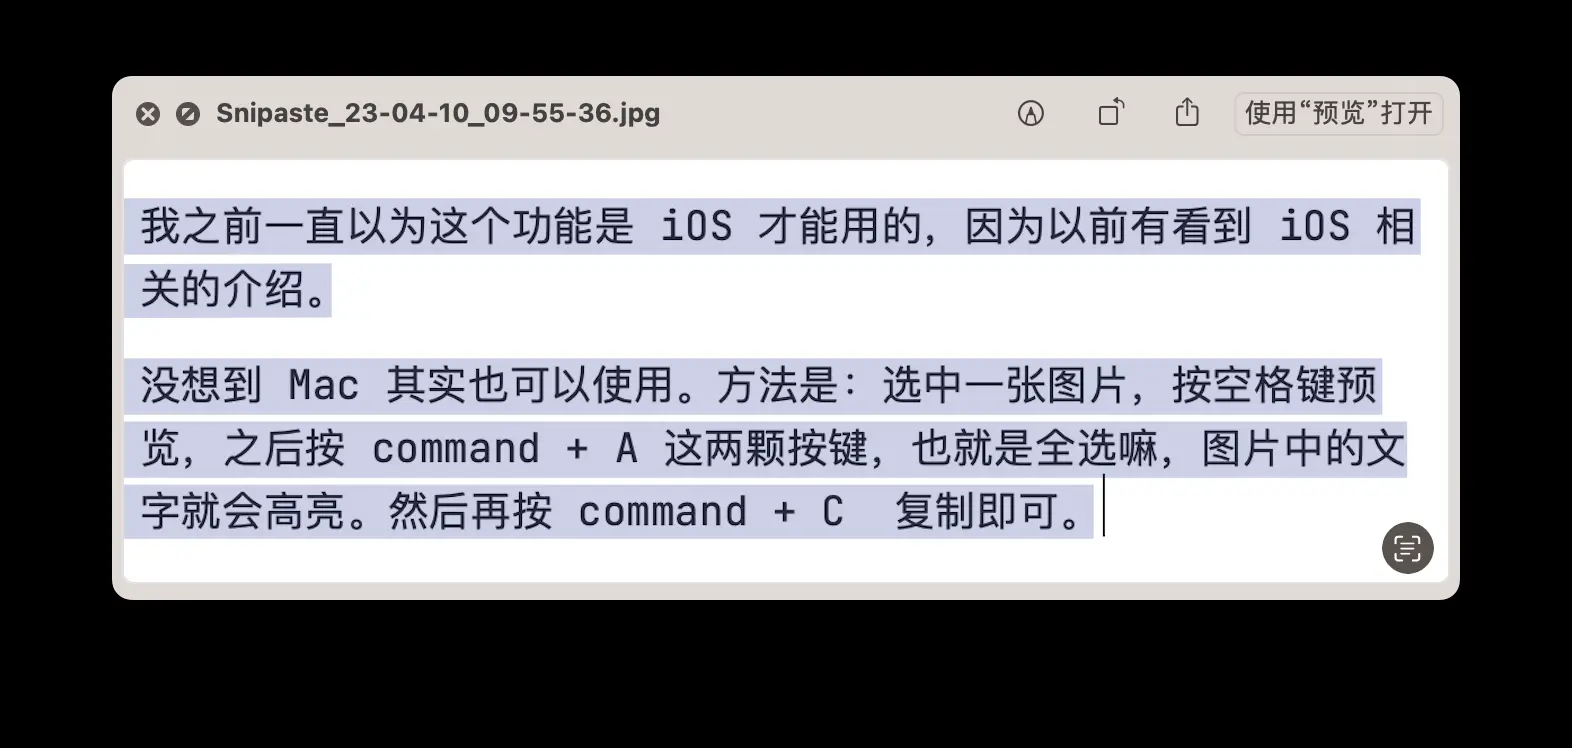 Snipaste_23-04-10_09-55-36.jpg
使用“预览”打开
我之前一直以为这个功能是 iOS 才能用的，因为以前有看到 iOS 相
关的介绍。
没想到 Mac 其实也可以使用。方法是：选中一张图片，按空格键预
览，之后按 command + A 这两颗按键，也就是全选嘛，图片中的文
字就会高亮。然后再按 command + C  复制即可。